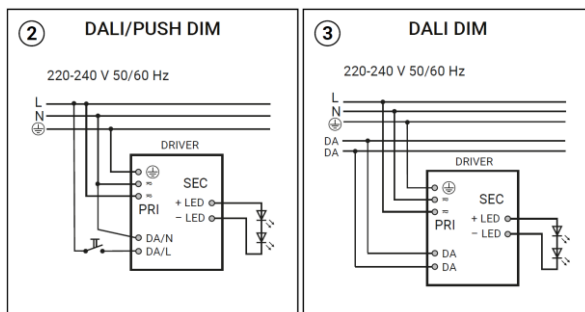 2 DALI/PUSH DIM
220-240 V 50/60 Hz
L
N
DRIVER
SEC
≈
+ LED
≈
PRI
− LED
DA/N
DA/L
3 DALI DIM
220-240 V 50/60 Hz
L
N
DA
DA
DRIVER
SEC
≈
+ LED
≈
PRI
− LED
DA
DA